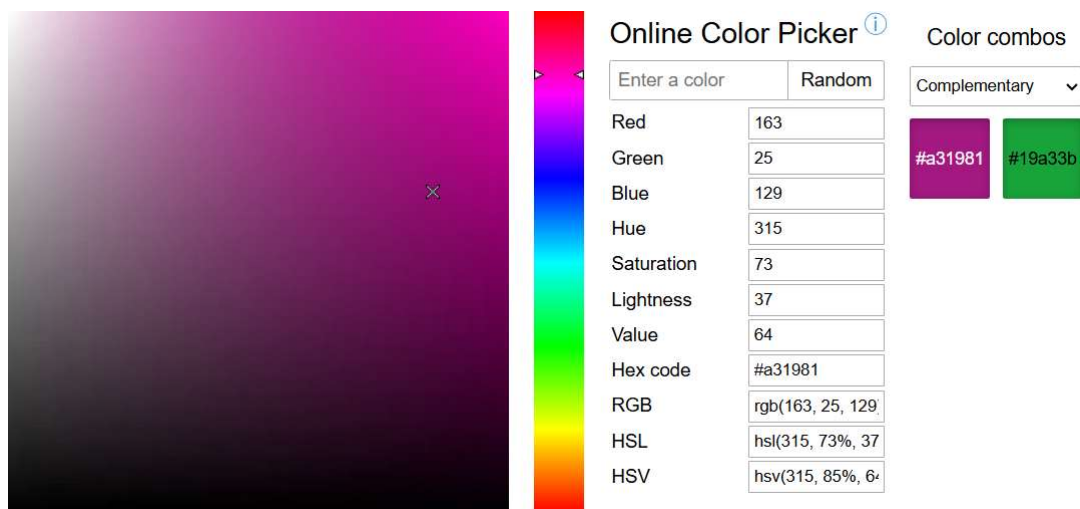 Online Color Picker ⓘ
Enter a color Random
Red 163
Green 25
Blue 129
Hue 315
Saturation 73
Lightness 37
Value 64
Hex code #a31981
RGB rgb(163, 25, 129)
HSL hsl(315, 73%, 37
HSV hsv(315, 85%, 64
Color combos
Complementary
#a31981 #19a33b